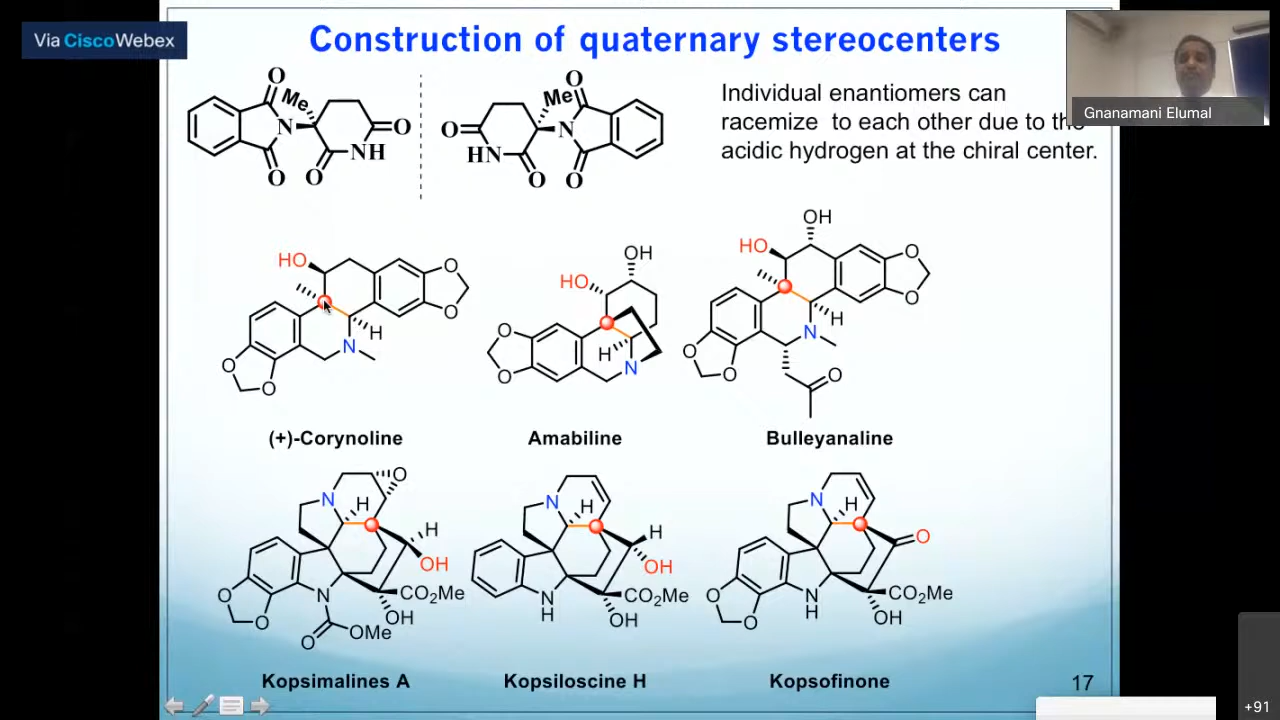 Via Cisco Webex
Construction of quaternary stereocenters
Gnanamani Elumal
Individual enantiomers can
racemize to each other due to the
acidic hydrogen at the chiral center.
O Me O
N O
O O NH
O Me O
O N
HN O O
HO
O
O
H
N
O
O
(+)-Corynoline
OH
HO
O
O
H
N
Amabiline
OH
HO
O
O
H
N
O
O
O
Bulleyanaline
O
N H
H
OH
O
O
N
CO2Me
OH
O
OMe
Kopsimalines A
N H
H
OH
N
H
CO2Me
OH
Kopsiloscine H
N H
O
O
O
N
H
CO2Me
OH
Kopsofinone
17
+91